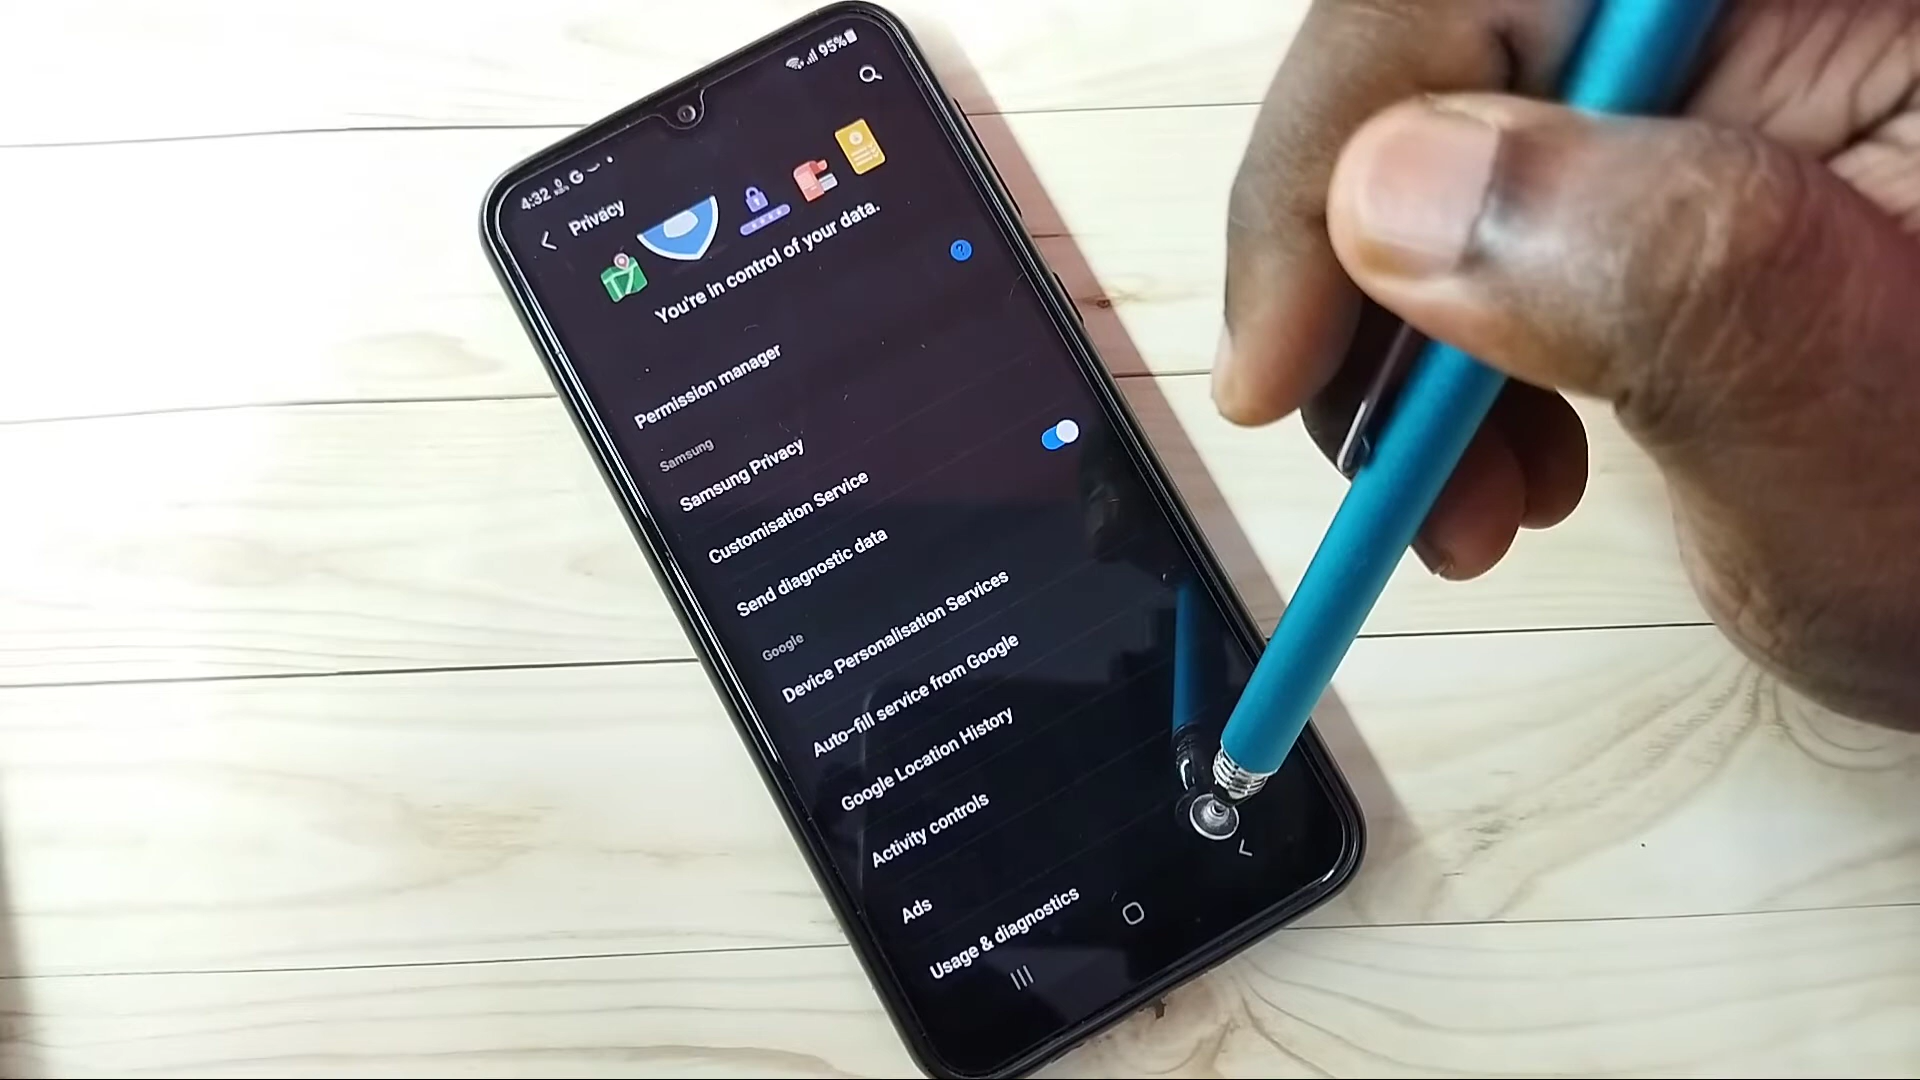 4:32
G
95%
Privacy
You're in control of your data.
?
Permission manager
Samsung
Samsung Privacy
Customisation Service
Send diagnostic data
Google
Device Personalisation Services
Auto-fill service from Google
Google Location History
Activity controls
Ads
Usage & diagnostics